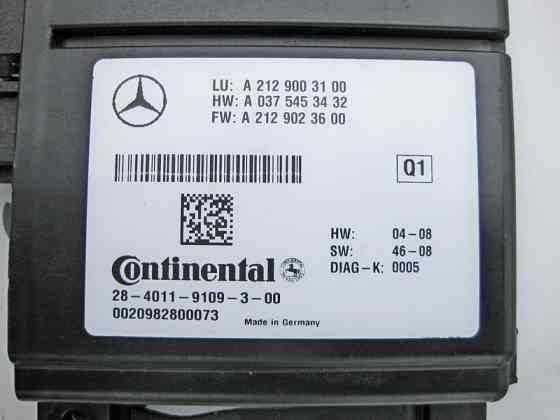 LU: A 212 900 31 00
HW: A 037 545 34 32
FW: A 212 902 36 00
Q1
HW: 04-08
SW: 46-08
DIAG-K: 0005
Continental
28-4011-9109-3-00
0020982800073
Made in Germany